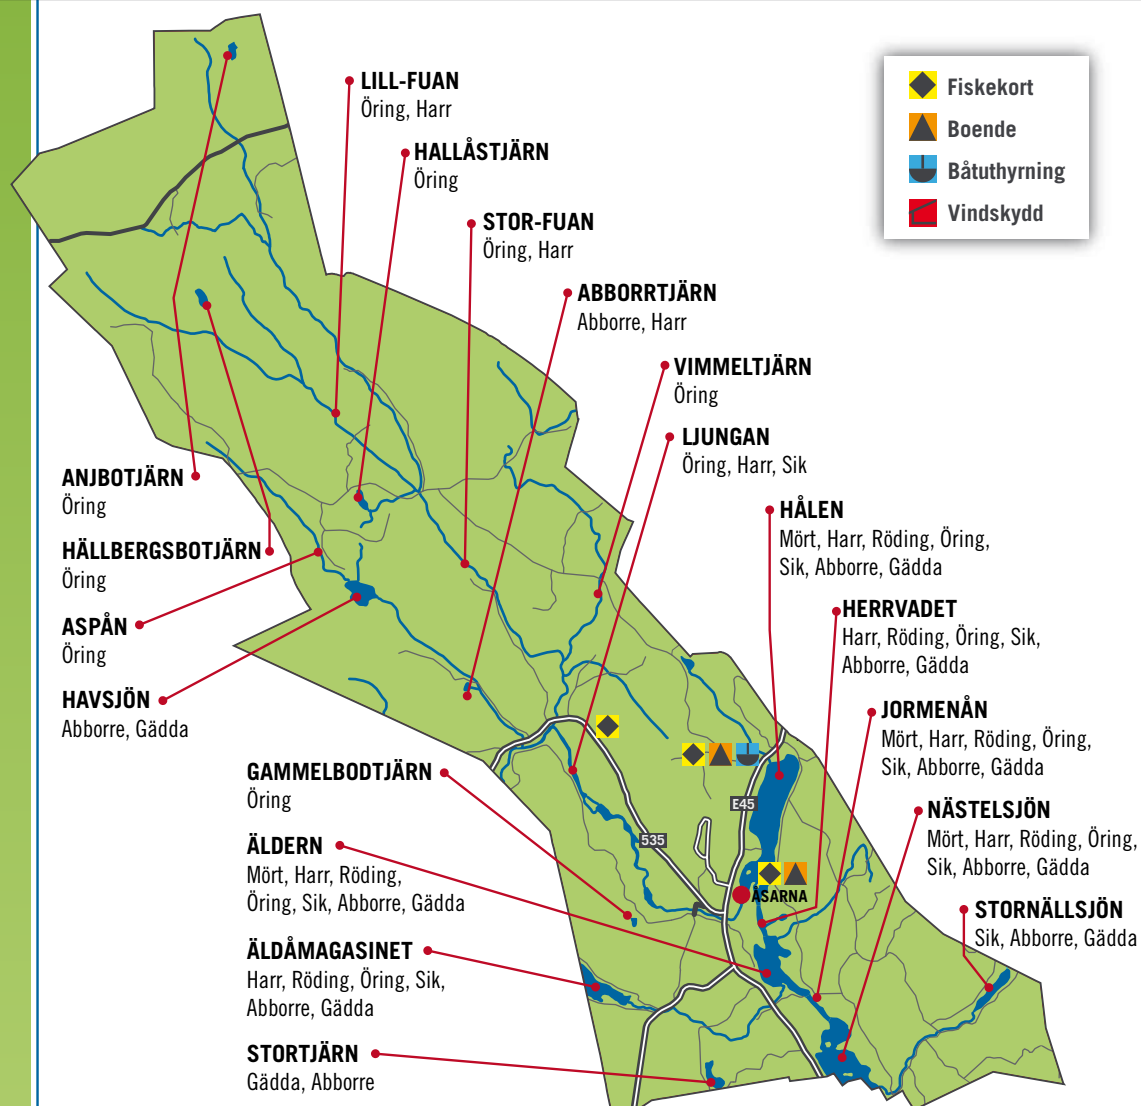 LILL-FUAN
Öring, Harr
HALLÅSTJÄRN
Öring
STOR-FUAN
Öring, Harr
ABBORRTJÄRN
Abborre, Harr
VIMMELTJÄRN
Öring
LJUNGAN
Öring, Harr, Sik
HÅLEN
Mört, Harr, Röding, Öring,
Sik, Abborre, Gädda
HERRVADET
Harr, Röding, Öring, Sik,
Abborre, Gädda
JORMENÅN
Mört, Harr, Röding, Öring,
Sik, Abborre, Gädda
NÄSTELSJÖN
Mört, Harr, Röding, Öring,
Sik, Abborre, Gädda
STORNÄLLSJÖN
Sik, Abborre, Gädda
Fiskekort
Boende
Båtuthyrning
Vindskydd
ANJBOTJÄRN
Öring
HÄLLBERGSBOTJÄRN
Öring
ASPÅN
Öring
HAVSJÖN
Abborre, Gädda
GAMMELBODTJÄRN
Öring
ÄLDERN
Mört, Harr, Röding,
Öring, Sik, Abborre, Gädda
ÄLDÅMAGASINET
Harr, Röding, Öring, Sik,
Abborre, Gädda
STORTJÄRN
Gädda, Abborre
E45
535
ÅSARNA